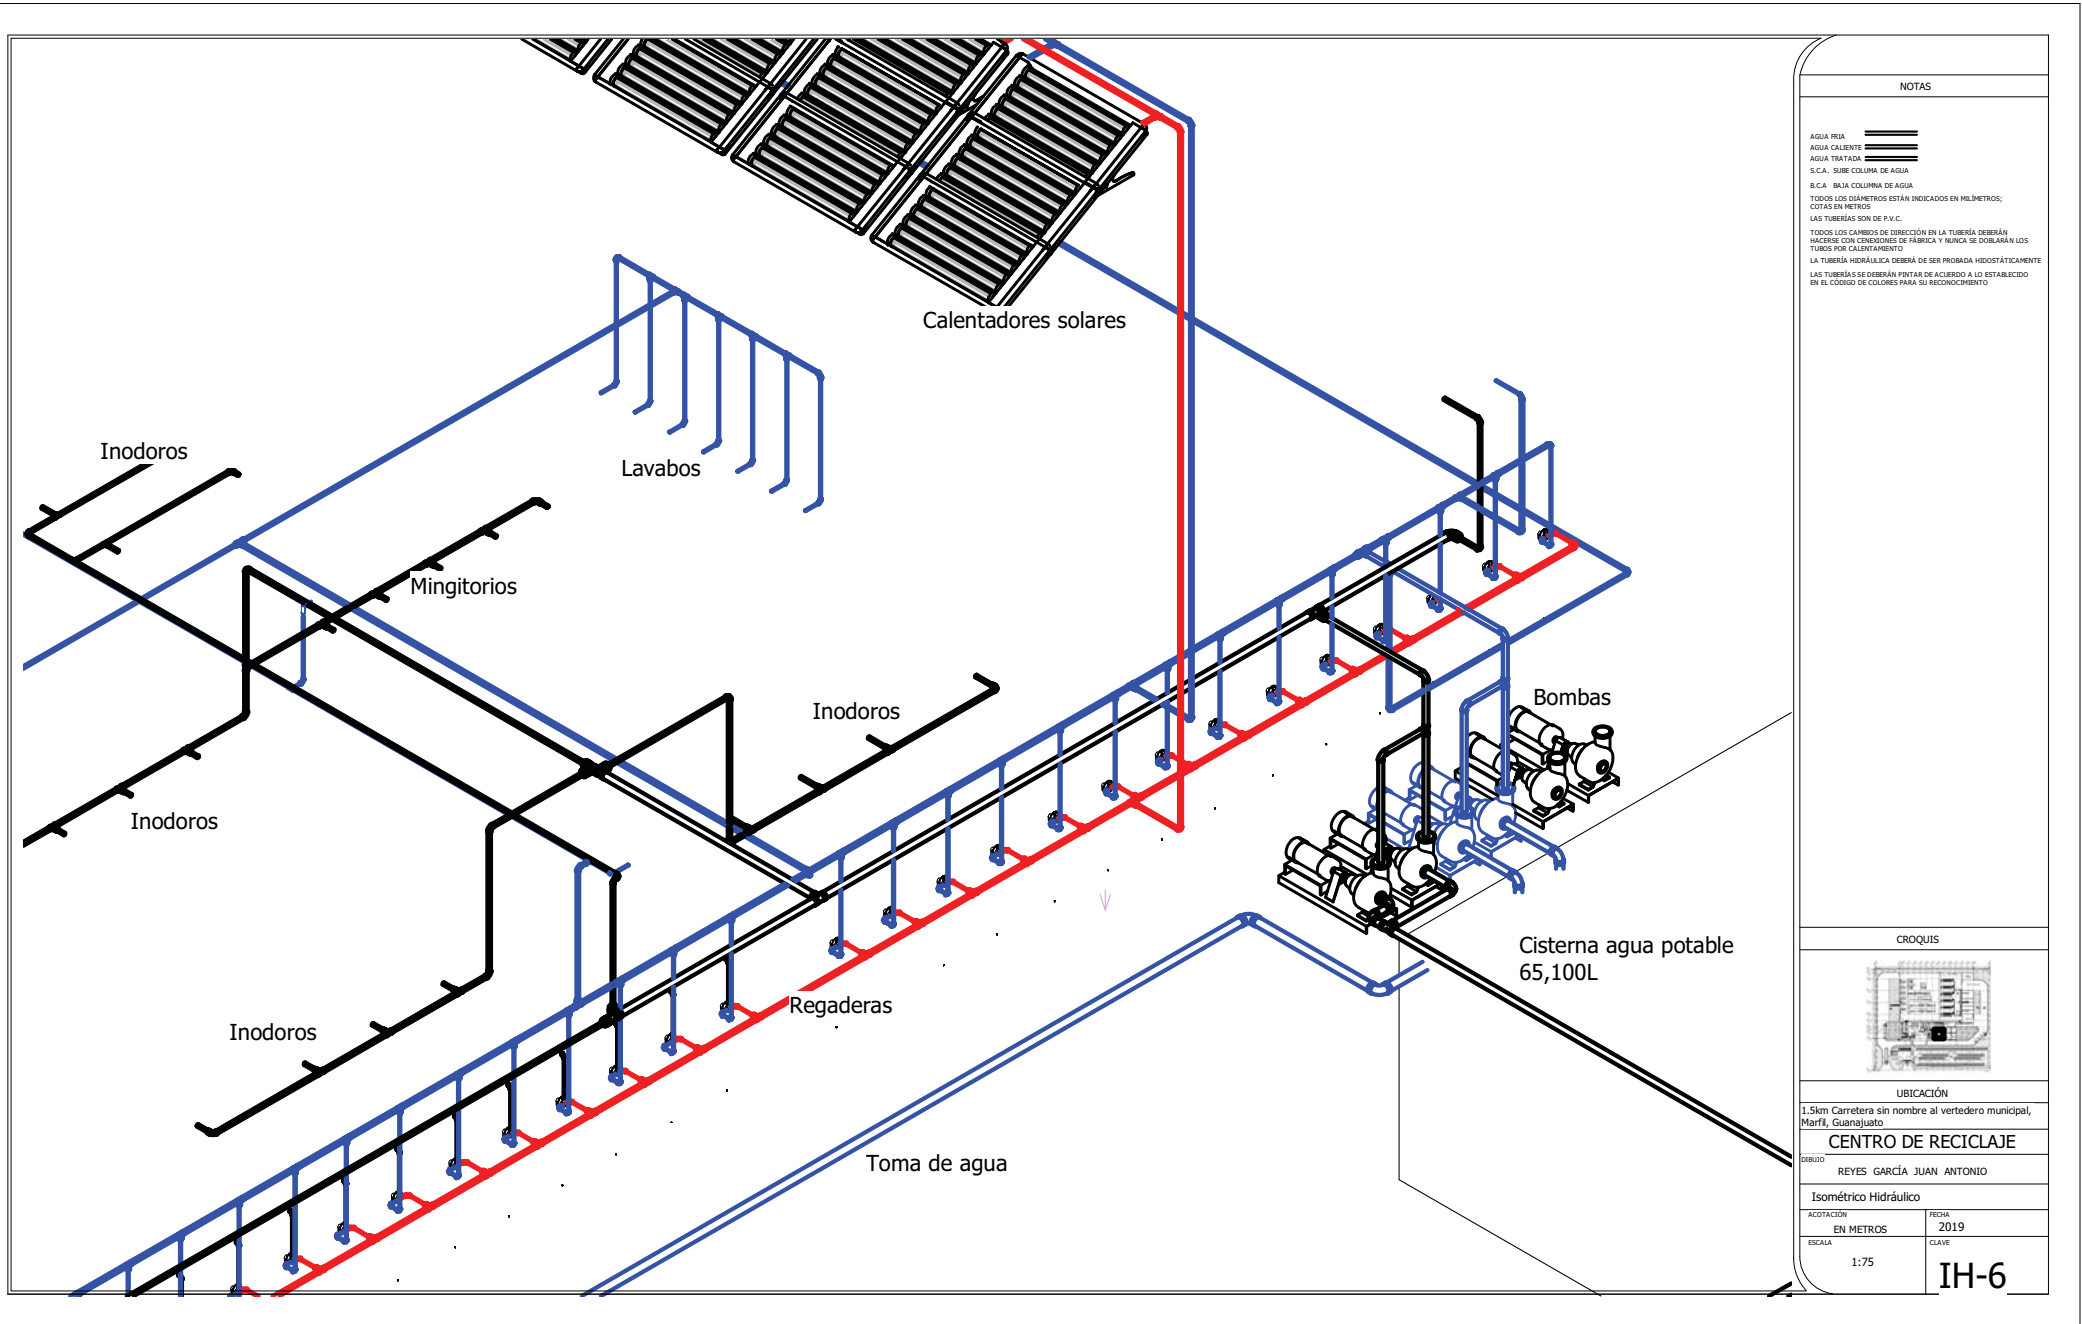 Calentadores solares
Inodoros
Lavabos
Mingitorios
Inodoros
Bombas
Inodoros
Cisterna agua potable
65,100L
Regaderas
Inodoros
Toma de agua
NOTAS
AGUA FRIA
AGUA CALIENTE
AGUA TRATADA
S.C.A. SUBE COLUMA DE AGUA
B.C.A BAJA COLUMNA DE AGUA
TODOS LOS DIÁMETROS ESTÁN INDICADOS EN MILÍMETROS;
COTAS EN METROS
LAS TUBERÍAS SON DE P.V.C.
TODOS LOS CAMBIOS DE DIRECCIÓN EN LA TUBERÍA DEBERÁN
HACERSE CON CENEXIONES DE FÁBRICA Y NUNCA SE DOBLARÁN LOS
TUBOS POR CALENTAMIENTO
LA TUBERÍA HIDRÁULICA DEBERÁ DE SER PROBADA HIDOSTÁTICAMENTE
LAS TUBERÍAS SE DEBERÁN PINTAR DE ACUERDO A LO ESTABLECIDO
EN EL CÓDIGO DE COLORES PARA SU RECONOCIMIENTO
CROQUIS
UBICACIÓN
1.5km Carretera sin nombre al vertedero municipal,
Marfil, Guanajuato
CENTRO DE RECICLAJE
DIBUJO
REYES GARCÍA JUAN ANTONIO
Isométrico Hidráulico
ACOTACIÓN
EN METROS
FECHA
2019
ESCALA
1:75
CLAVE
IH-6